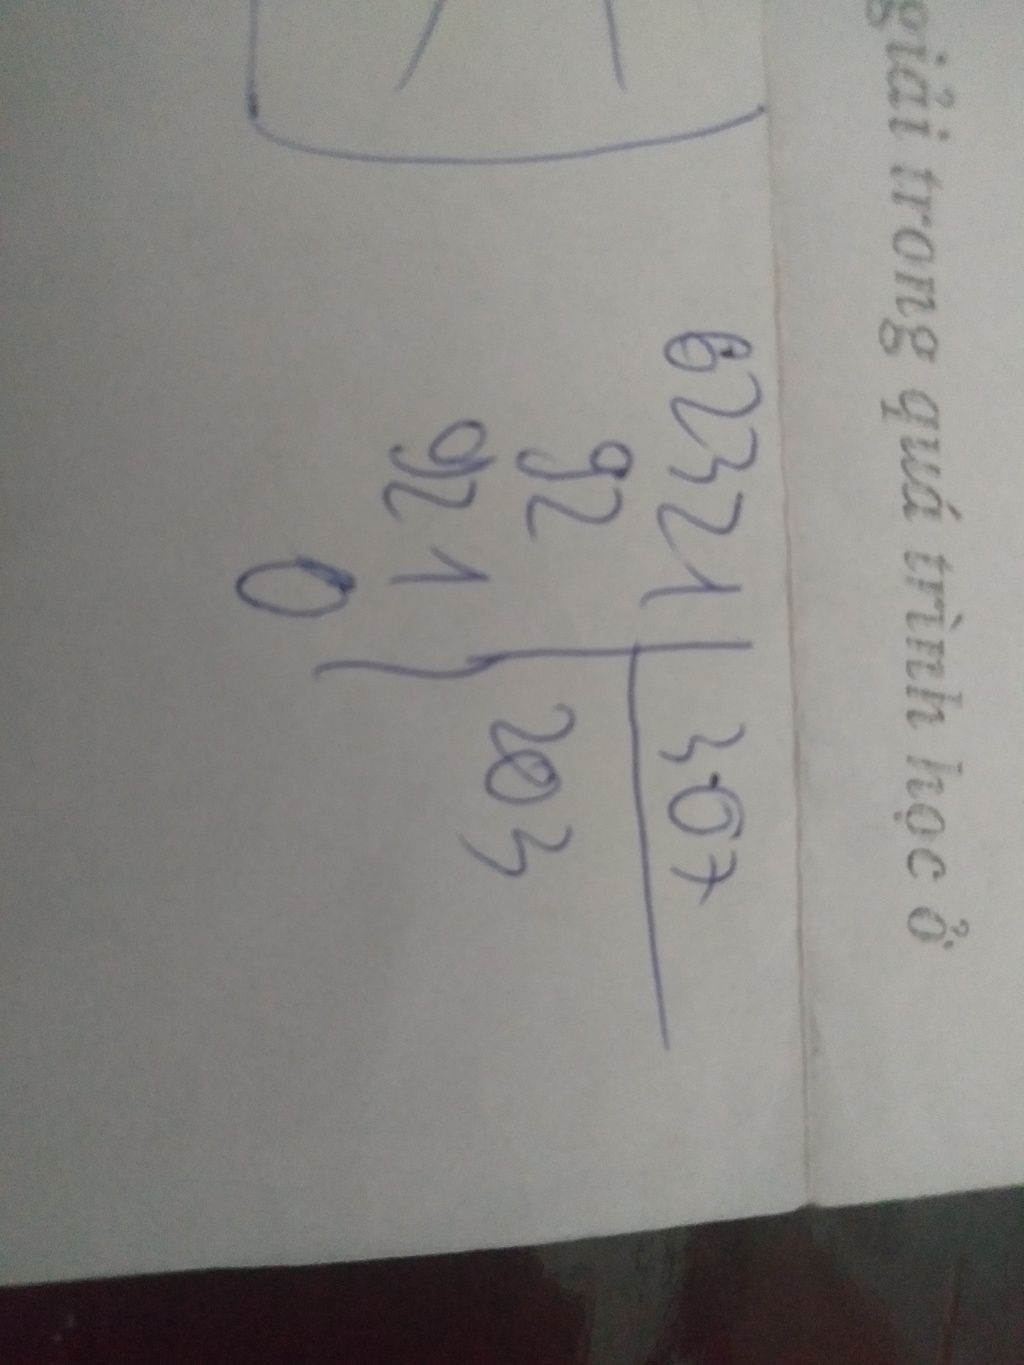 giải trong quá trình học ở
62321 307
92 203
921
0